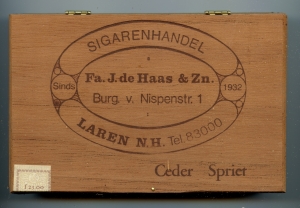 SIGARENHANDEL
Fa. J. de Haas & Zn.
Sinds 1932
Burg. v. Nispenstr. 1
LAREN N.H. Tel. 83000
Ceder Spriet